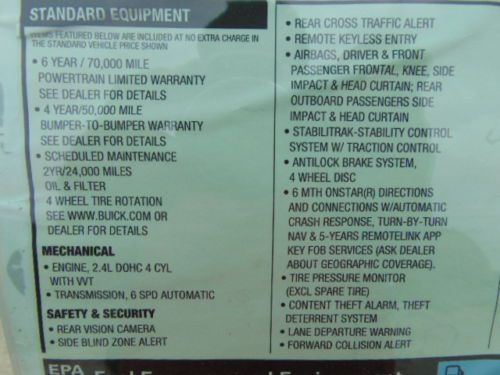 STANDARD EQUIPMENT
ITEMS FEATURED BELOW ARE INCLUDED AT NO EXTRA CHARGE IN
THE STANDARD VEHICLE PRICE SHOWN
• 6 YEAR / 70,000 MILE
POWERTRAIN LIMITED WARRANTY
SEE DEALER FOR DETAILS
• 4 YEAR/50,000 MILE
BUMPER-TO-BUMPER WARRANTY
SEE DEALER FOR DETAILS
• SCHEDULED MAINTENANCE
2YR/24,000 MILES
OIL & FILTER
4 WHEEL TIRE ROTATION
SEE WWW.BUICK.COM OR
DEALER FOR DETAILS
MECHANICAL
• ENGINE, 2.4L DOHC 4 CYL
WITH VVT
• TRANSMISSION, 6 SPD AUTOMATIC
SAFETY & SECURITY
• REAR VISION CAMERA
• SIDE BLIND ZONE ALERT
• REAR CROSS TRAFFIC ALERT
• REMOTE KEYLESS ENTRY
• AIRBAGS, DRIVER & FRONT
PASSENGER FRONTAL, KNEE, SIDE
IMPACT & HEAD CURTAIN; REAR
OUTBOARD PASSENGERS SIDE
IMPACT & HEAD CURTAIN
• STABILITRAK-STABILITY CONTROL
SYSTEM W/ TRACTION CONTROL
• ANTILOCK BRAKE SYSTEM,
4 WHEEL DISC
• 6 MTH ONSTAR(R) DIRECTIONS
AND CONNECTIONS W/AUTOMATIC
CRASH RESPONSE, TURN-BY-TURN
NAV & 5-YEARS REMOTELINK APP
KEY FOB SERVICES (ASK DEALER
ABOUT GEOGRAPHIC COVERAGE).
• TIRE PRESSURE MONITOR
(EXCL SPARE TIRE)
• CONTENT THEFT ALARM, THEFT
DETERRENT SYSTEM
• LANE DEPARTURE WARNING
• FORWARD COLLISION ALERT
EPA